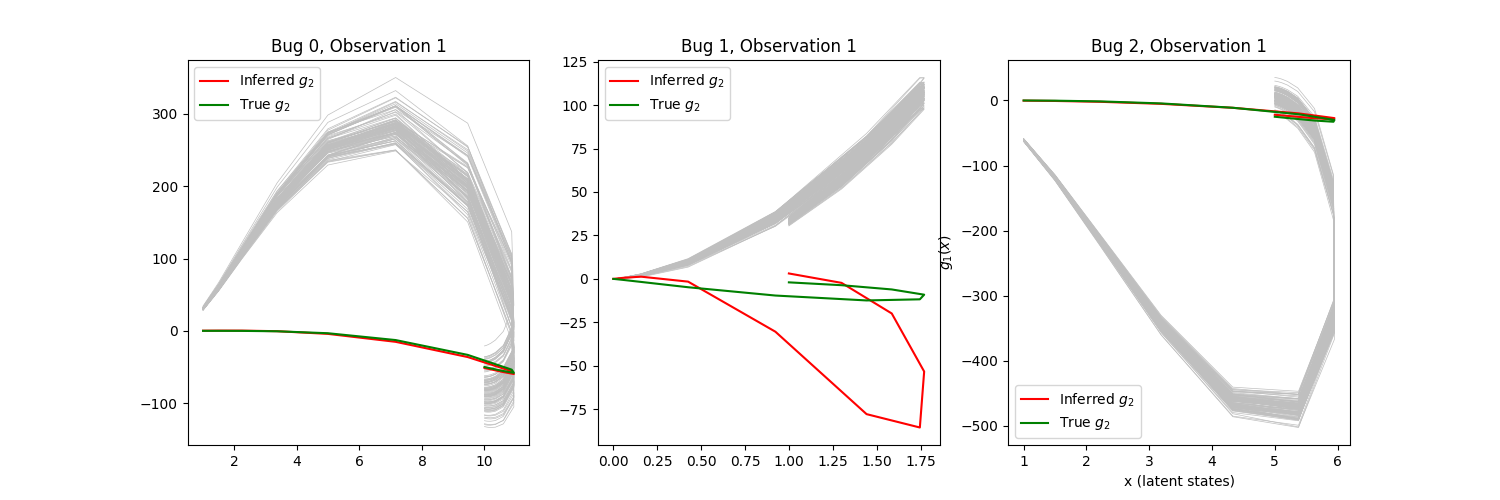 Bug 0, Observation 1
Inferred g₂
True g₂
300
200
100
0
−100
2 4 6 8 10
Bug 1, Observation 1
Inferred g₂
True g₂
125
100
75
50
25
0
−25
−50
−75
0.00 0.25 0.50 0.75 1.00 1.25 1.50 1.75
Bug 2, Observation 1
g₁(x)
0
−100
−200
−300
−400
−500
Inferred g₂
True g₂
1 2 3 4 5 6
x (latent states)